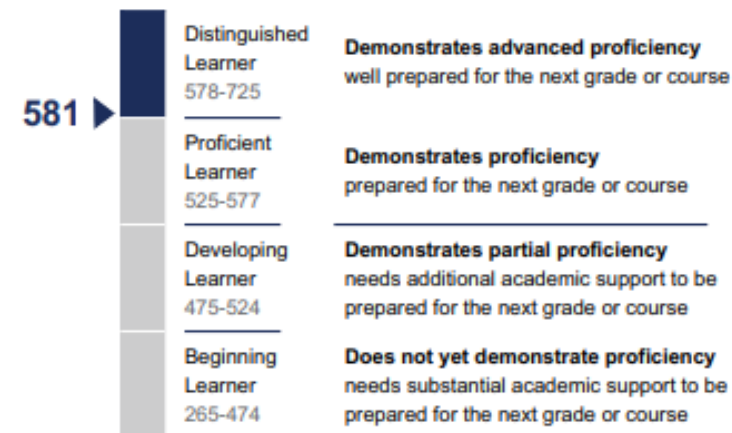 Distinguished
Learner
578-725
Demonstrates advanced proficiency
well prepared for the next grade or course
581
Proficient
Learner
525-577
Demonstrates proficiency
prepared for the next grade or course
Developing
Learner
475-524
Demonstrates partial proficiency
needs additional academic support to be
prepared for the next grade or course
Beginning
Learner
265-474
Does not yet demonstrate proficiency
needs substantial academic support to be
prepared for the next grade or course